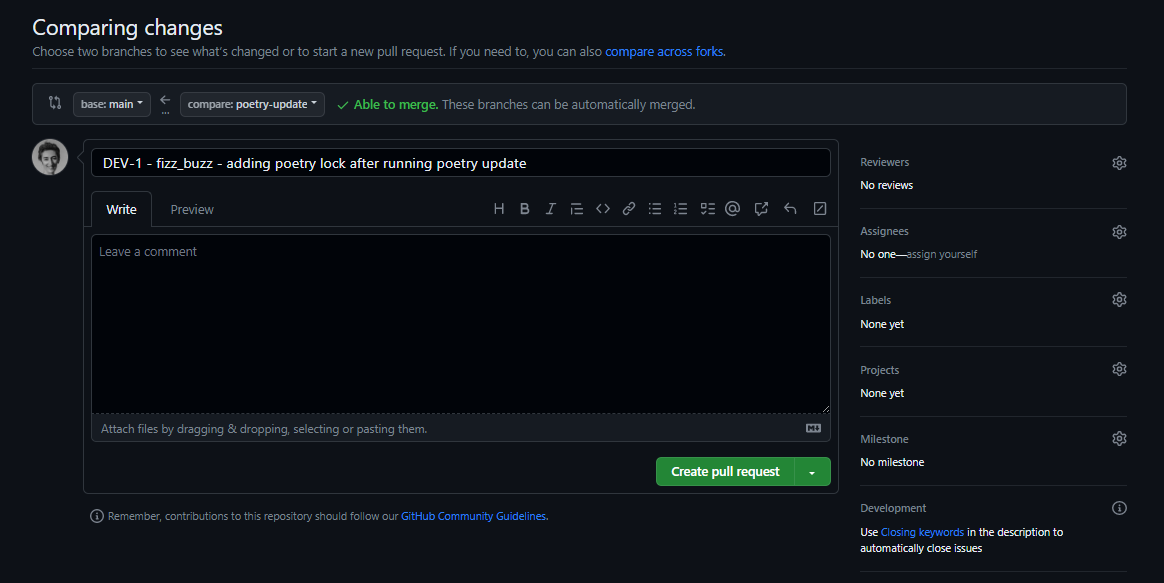 Comparing changes
Choose two branches to see what's changed or to start a new pull request. If you need to, you can also compare across forks.
base: main
...
compare: poetry-update
Able to merge. These branches can be automatically merged.
DEV-1 - fizz_buzz - adding poetry lock after running poetry update
Write
Preview
Leave a comment
Attach files by dragging & dropping, selecting or pasting them.
Create pull request
Remember, contributions to this repository should follow our GitHub Community Guidelines.
Reviewers
No reviews
Assignees
No one—assign yourself
Labels
None yet
Projects
None yet
Milestone
No milestone
Development
Use Closing keywords in the description to
automatically close issues